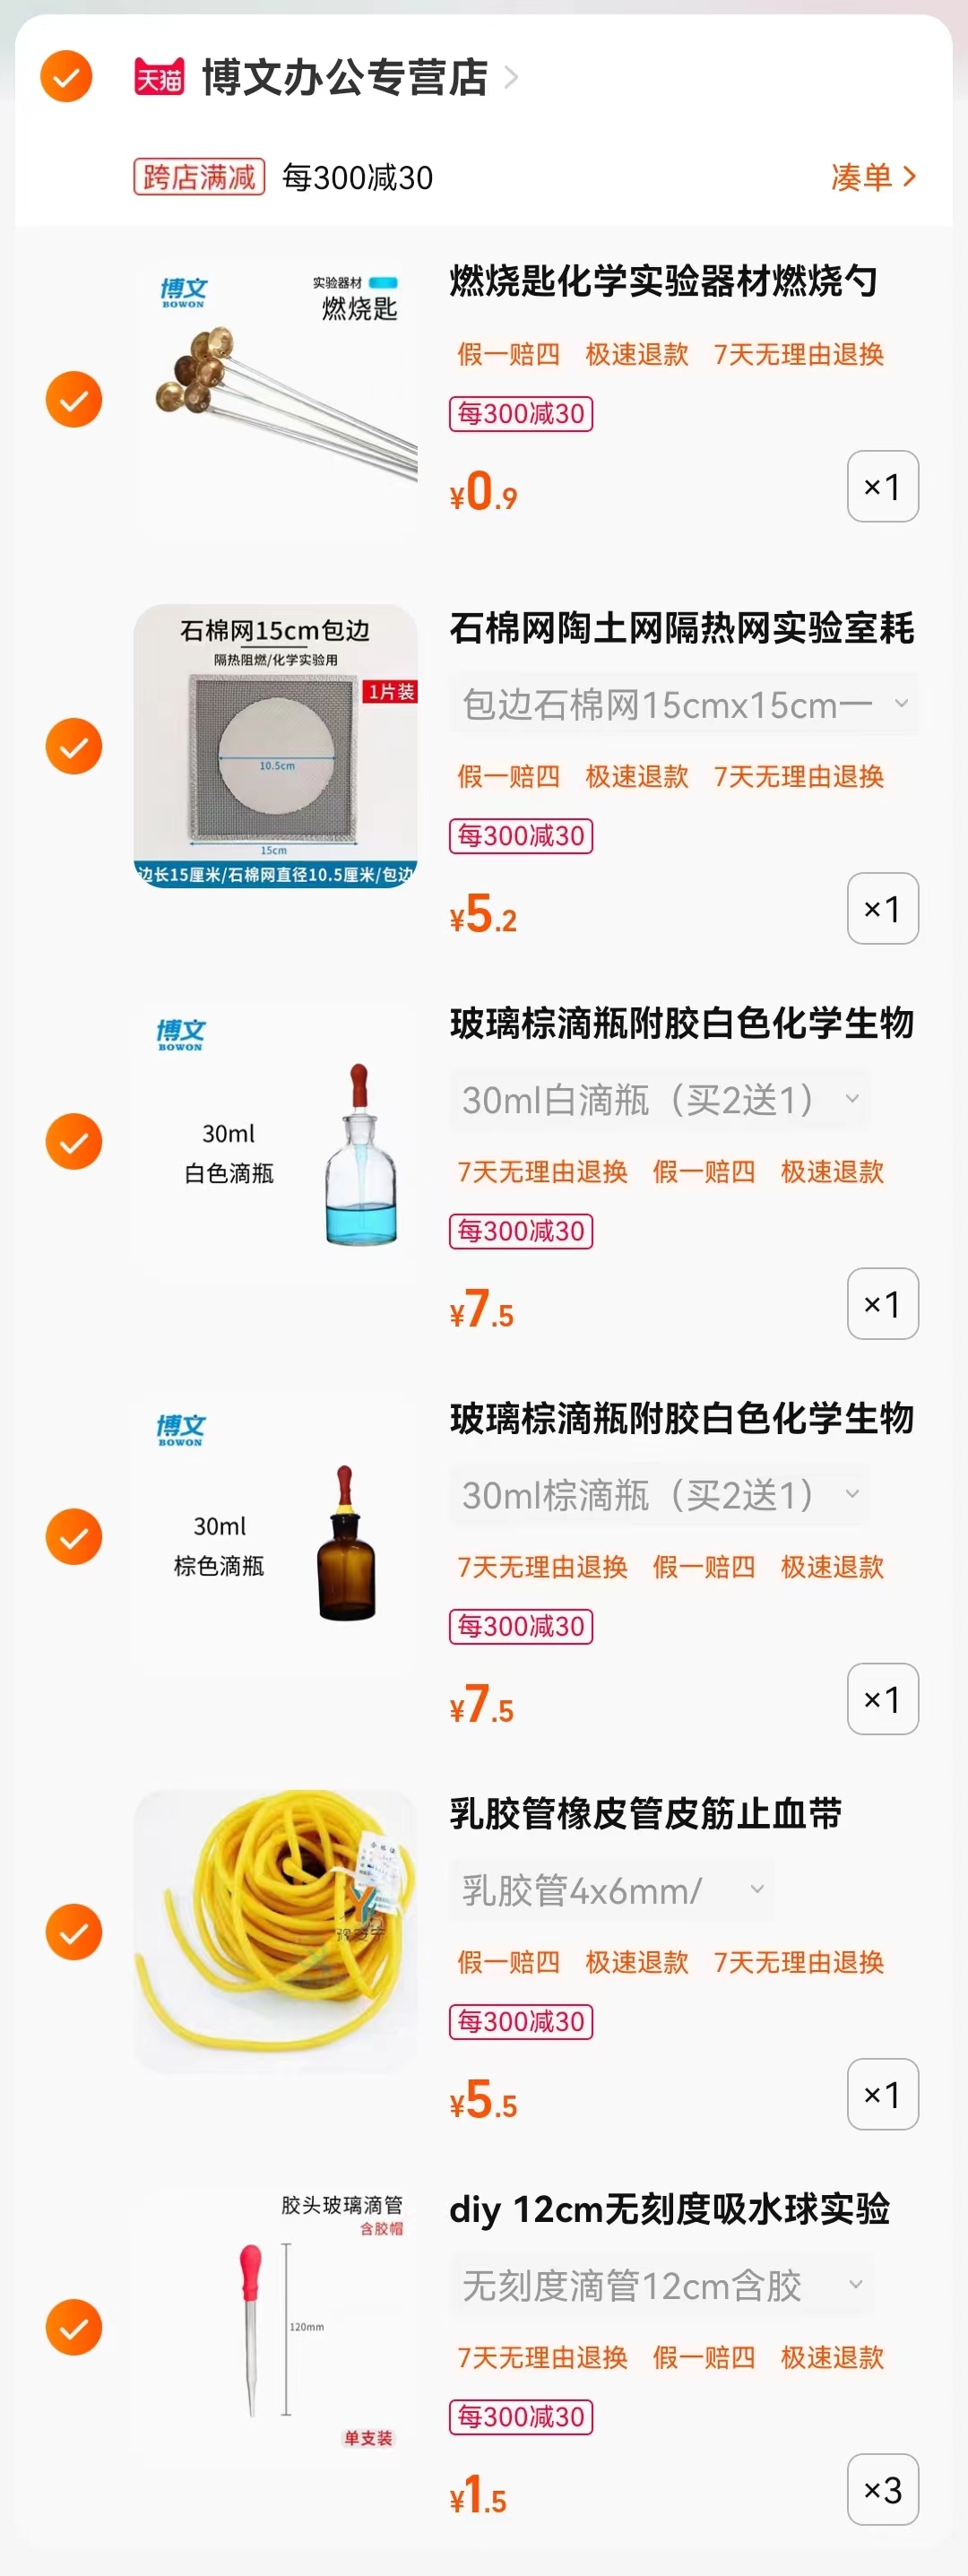 天猫 博文办公专营店
跨店满减 每300减30 凑单
博文
BOWON
实验器材
燃烧匙
燃烧匙化学实验器材燃烧勺
假一赔四 极速退款 7天无理由退换
每300减30
¥0.9 ×1
石棉网15cm包边
隔热阻燃/化学实验用
1片装
10.5cm
15cm
边长15厘米/石棉网直径10.5厘米/包边
石棉网陶土网隔热网实验室耗
包边石棉网15cmx15cm一
假一赔四 极速退款 7天无理由退换
每300减30
¥5.2 ×1
博文
BOWON
30ml
白色滴瓶
玻璃棕滴瓶附胶白色化学生物
30ml白滴瓶（买2送1）
7天无理由退换 假一赔四 极速退款
每300减30
¥7.5 ×1
博文
BOWON
30ml
棕色滴瓶
玻璃棕滴瓶附胶白色化学生物
30ml棕滴瓶（买2送1）
7天无理由退换 假一赔四 极速退款
每300减30
¥7.5 ×1
乳胶管橡皮管皮筋止血带
乳胶管4x6mm/
假一赔四 极速退款 7天无理由退换
每300减30
¥5.5 ×1
胶头玻璃滴管
含胶帽
120mm
单支装
diy 12cm无刻度吸水球实验
无刻度滴管12cm含胶
7天无理由退换 假一赔四 极速退款
每300减30
¥1.5 ×3